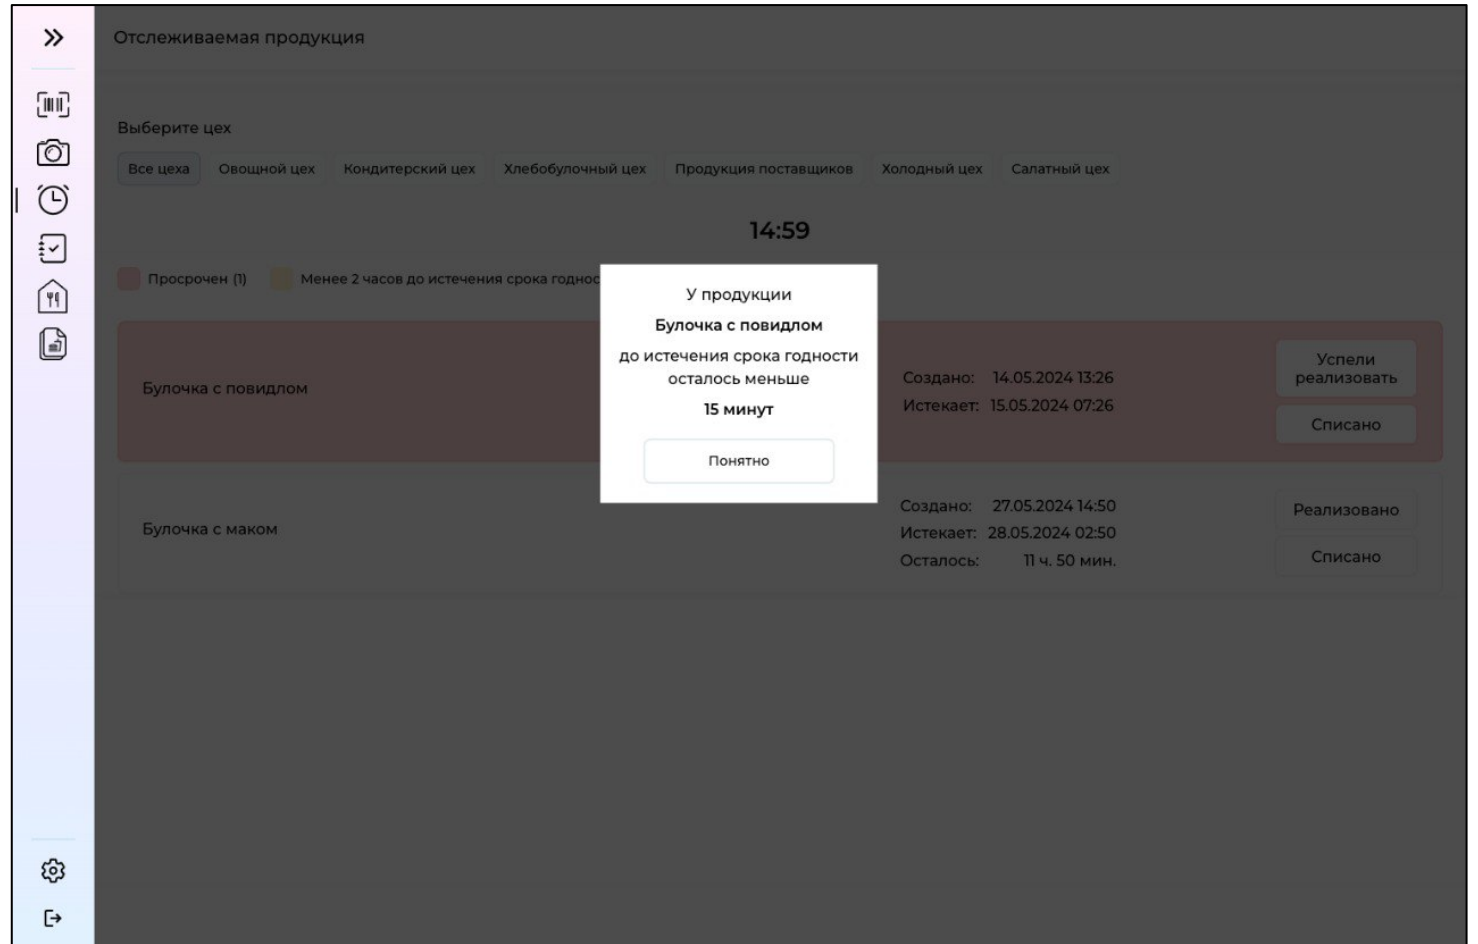 Отслеживаемая продукция
Выберите цех
Все цеха Овощной цех Кондитерский цех Хлебобулочный цех Продукция поставщиков Холодный цех Салатный цех
14:59
Просрочен (1) Менее 2 часов до истечения срока годнос
У продукции
Булочка с повидлом
до истечения срока годности
осталось меньше
15 минут
Понятно
Булочка с повидлом
Создано: 14.05.2024 13:26
Истекает: 15.05.2024 07:26
Успели
реализовать
Списано
Булочка с маком
Создано: 27.05.2024 14:50
Истекает: 28.05.2024 02:50
Осталось: 11 ч. 50 мин.
Реализовано
Списано